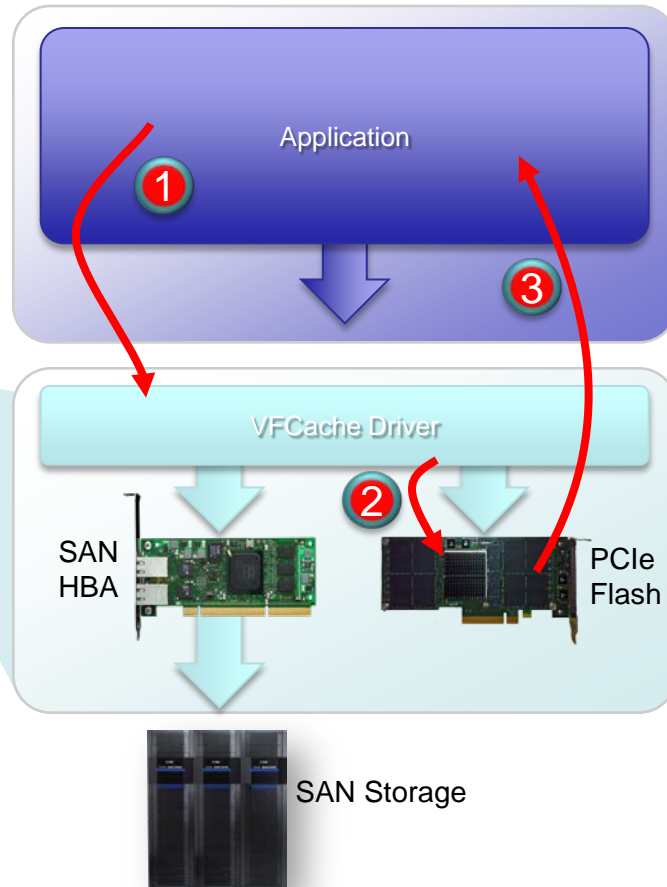 Application
1
3
VFCache Driver
2
SAN
HBA
PCIe
Flash
SAN Storage